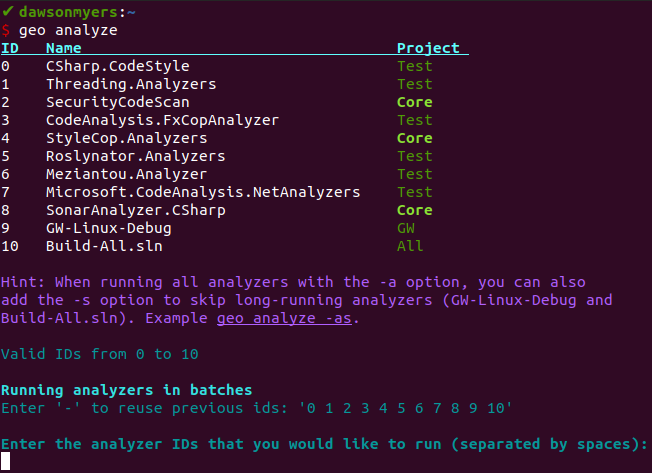 ✔ dawsonmyers:~
$ geo analyze
ID Name Project
0 CSharp.CodeStyle Test
1 Threading.Analyzers Test
2 SecurityCodeScan Core
3 CodeAnalysis.FxCopAnalyzer Test
4 StyleCop.Analyzers Core
5 Roslynator.Analyzers Test
6 Meziantou.Analyzer Test
7 Microsoft.CodeAnalysis.NetAnalyzers Test
8 SonarAnalyzer.CSharp Core
9 GW-Linux-Debug GW
10 Build-All.sln All
Hint: When running all analyzers with the -a option, you can also
add the -s option to skip long-running analyzers (GW-Linux-Debug and
Build-All.sln). Example geo analyze -as.
Valid IDs from 0 to 10
Running analyzers in batches
Enter '-' to reuse previous ids: '0 1 2 3 4 5 6 7 8 9 10'
Enter the analyzer IDs that you would like to run (separated by spaces):